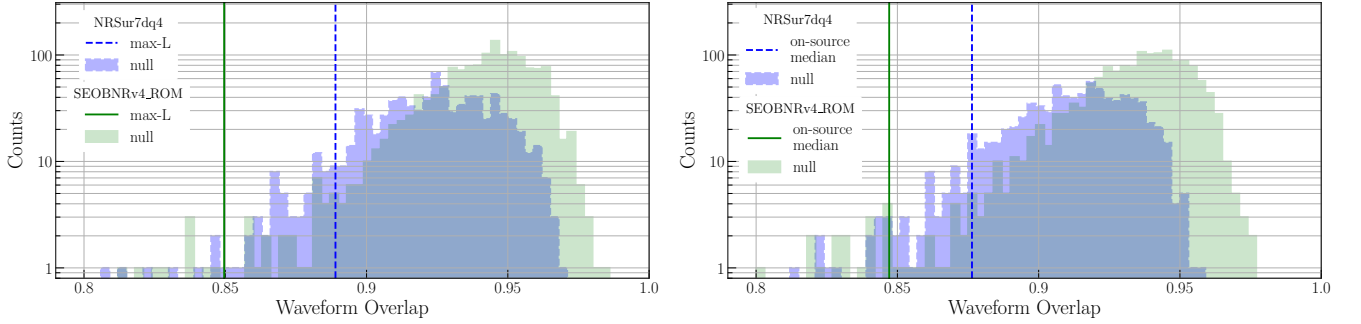 NRSur7dq4
max-L
null
SEOBNRv4_ROM
max-L
null
100
10
1
Counts
0.8
0.85
0.9
0.95
1.0
Waveform Overlap
NRSur7dq4
on-source
median
null
SEOBNRv4_ROM
on-source
median
null
100
10
1
Counts
0.8
0.85
0.9
0.95
1.0
Waveform Overlap